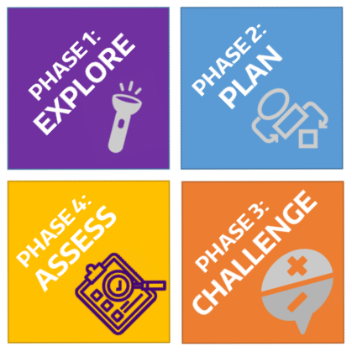 PHASE 1:
EXPLORE
PHASE 2:
PLAN
PHASE 4:
ASSESS
PHASE 3:
CHALLENGE